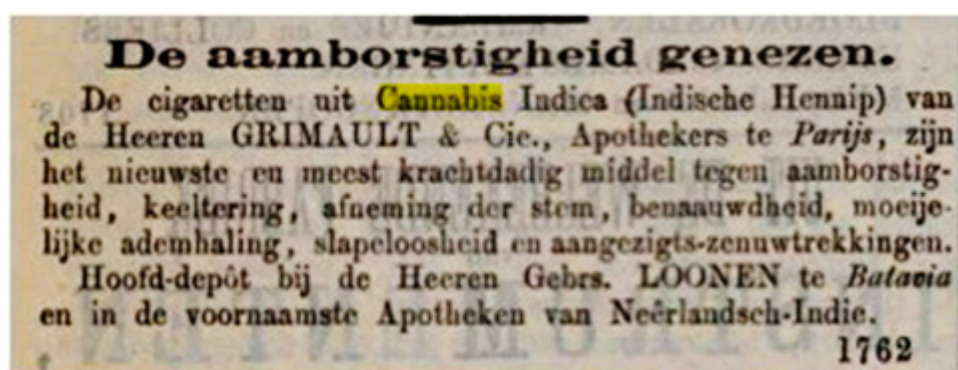 De aamborstigheid genezen.
De cigaretten uit Cannabis Indica (Indische Hennip) van
de Heeren GRIMAULT & Cie., Apothekers te Parijs, zijn
het nieuwste en meest krachtdadig middel tegen aamborstig-
heid, keeltering, afneming der stem, benaauwdheid, moeije-
lijke ademhaling, slapeloosheid en aangezigts-zenuwtrekkingen.
Hoofd-depôt bij de Heeren Gebrs. LOONEN te Batavia
en in de voornaamste Apotheken van Neêrlandsch-Indie.
1762